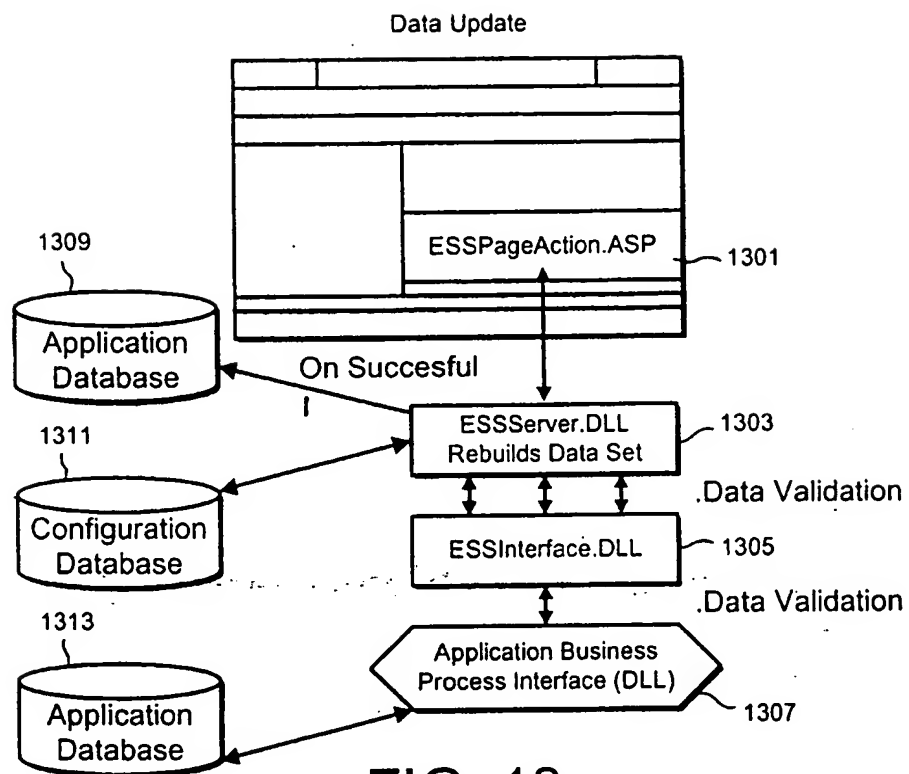 Data Update
ESSPageAction.ASP
1301
1309
Application
Database
On Succesful
ESSServer.DLL
Rebuilds Data Set
1303
1311
.Data Validation
Configuration
Database
ESSInterface.DLL
1305
.Data Validation
1313
Application Business
Process Interface (DLL)
1307
Application
Database